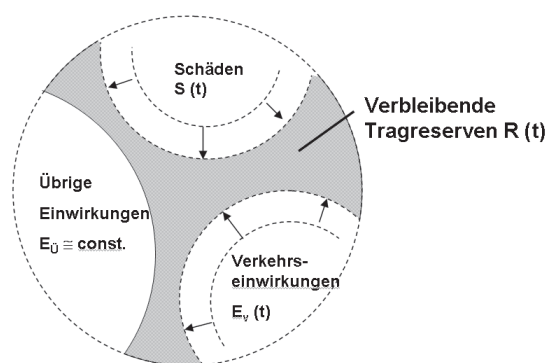 Schäden
S (t)
Verbleibende
Tragreserven R (t)
Übrige
Einwirkungen
EÜ ≅ const.
Verkehrs-
einwirkungen
Ev (t)